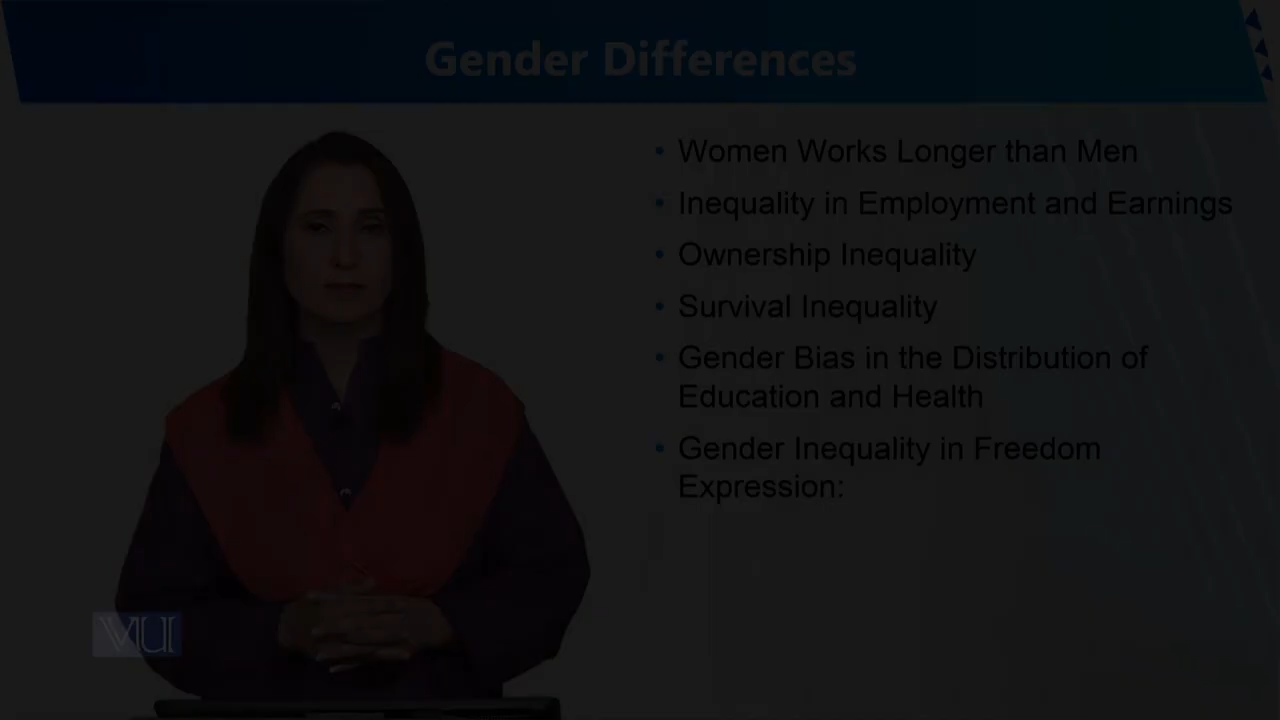 Gender Differences
• Women Works Longer than Men
• Inequality in Employment and Earnings
• Ownership Inequality
• Survival Inequality
• Gender Bias in the Distribution of
Education and Health
• Gender Inequality in Freedom
Expression:
VU